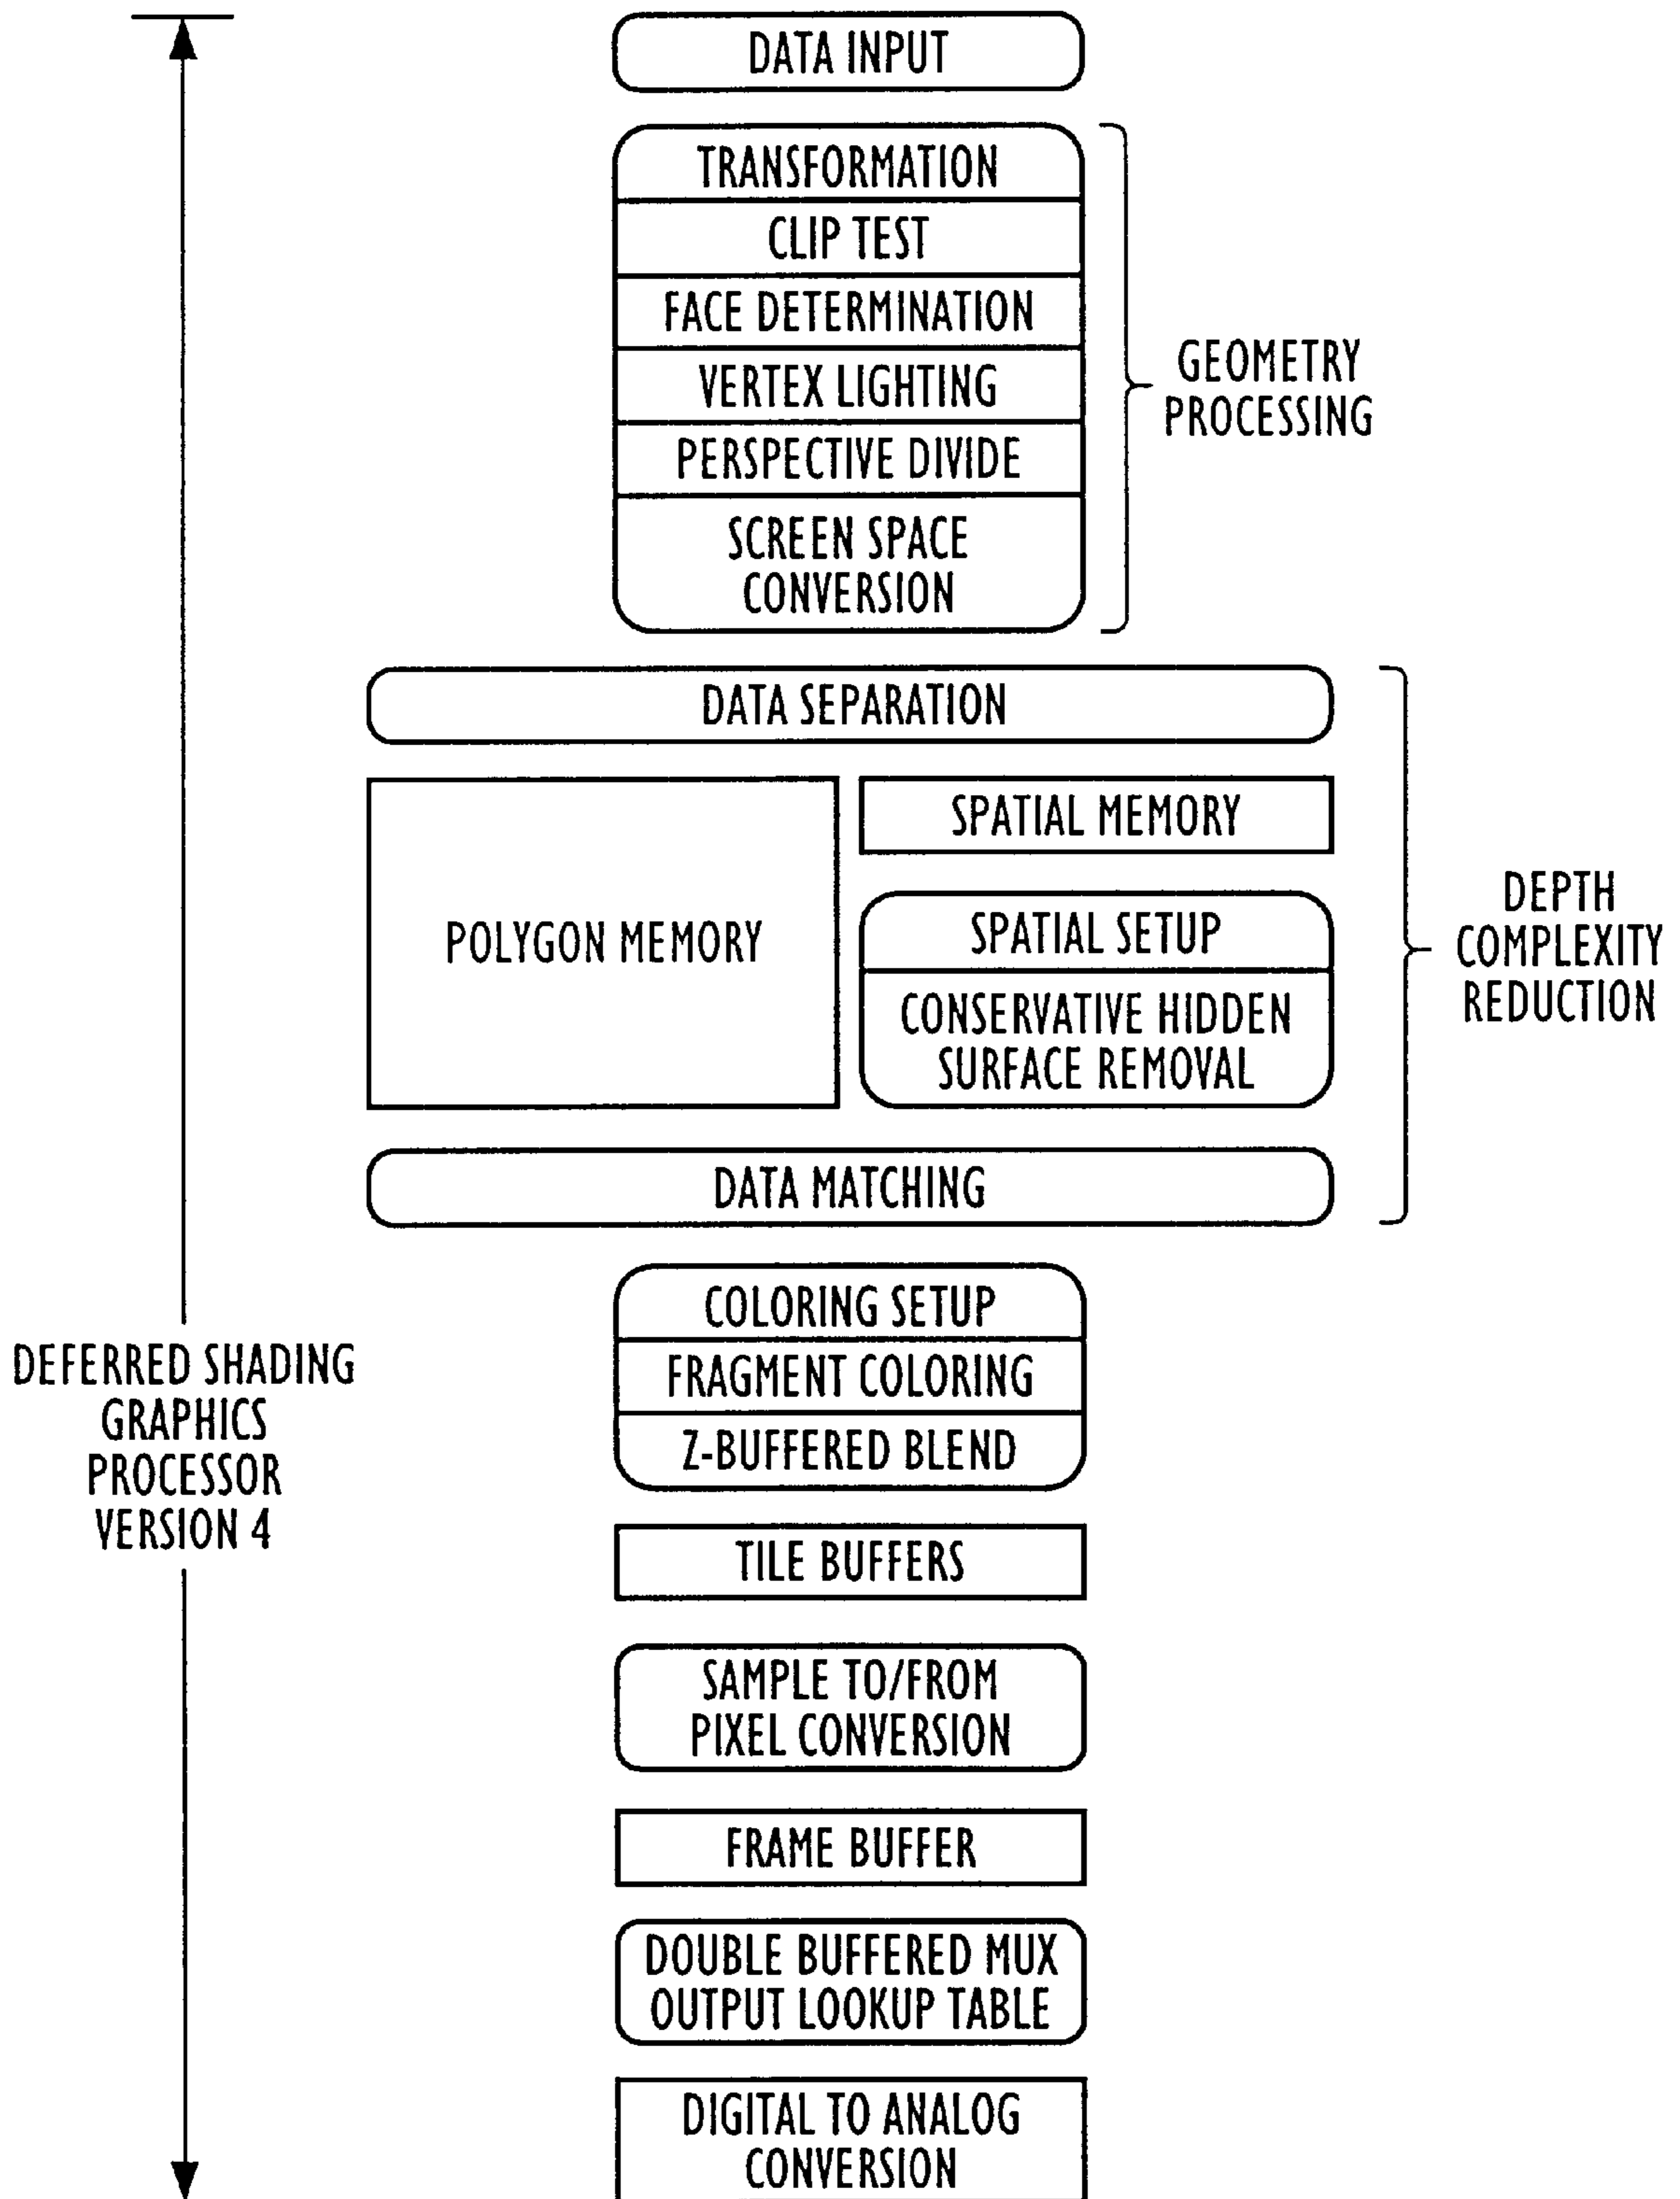 DATA INPUT
TRANSFORMATION
CLIP TEST
FACE DETERMINATION
VERTEX LIGHTING
PERSPECTIVE DIVIDE
SCREEN SPACE
CONVERSION
GEOMETRY
PROCESSING
DATA SEPARATION
POLYGON MEMORY
SPATIAL MEMORY
SPATIAL SETUP
CONSERVATIVE HIDDEN
SURFACE REMOVAL
DATA MATCHING
DEPTH
COMPLEXITY
REDUCTION
DEFERRED SHADING
GRAPHICS
PROCESSOR
VERSION 4
COLORING SETUP
FRAGMENT COLORING
Z-BUFFERED BLEND
TILE BUFFERS
SAMPLE TO/FROM
PIXEL CONVERSION
FRAME BUFFER
DOUBLE BUFFERED MUX
OUTPUT LOOKUP TABLE
DIGITAL TO ANALOG
CONVERSION